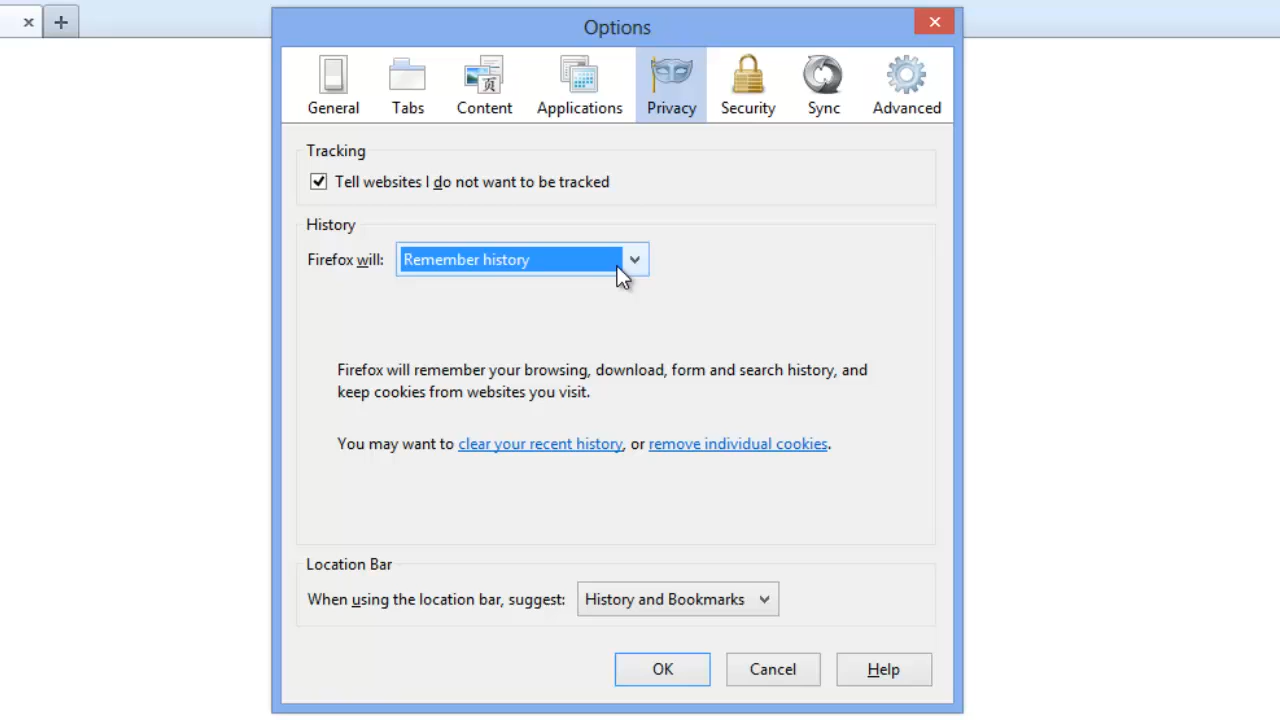 Options
General Tabs Content Applications Privacy Security Sync Advanced
Tracking
Tell websites I do not want to be tracked
History
Firefox will: Remember history
Firefox will remember your browsing, download, form and search history, and
keep cookies from websites you visit.
You may want to clear your recent history, or remove individual cookies.
Location Bar
When using the location bar, suggest: History and Bookmarks
OK Cancel Help